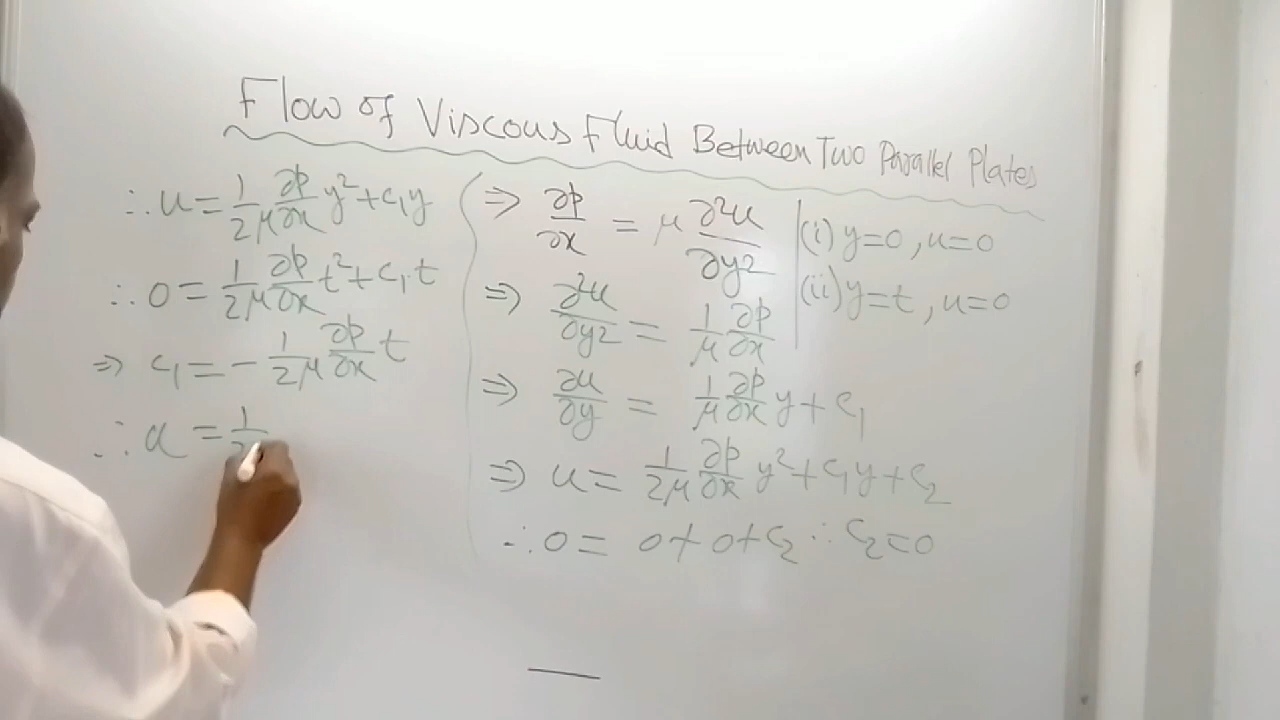 Flow of Viscous Fluid Between Two Parallel Plates
⇒ ∂p/∂x = μ ∂²u/∂y2
(i) y=0, u=0
(ii) y=t, u=0
⇒ ∂²u/∂y2 = 1/μ ∂p/∂x
⇒ ∂u/∂y = 1/μ ∂p/∂x y + c₁
⇒ u = 1/2μ ∂p/∂x y² + c₁y + c₂
∴ 0 = 0 + 0 + c₂ ∴ c₂ = 0
∴ u = 1/2μ ∂p/∂x y² + c₁y
∴ 0 = 1/2μ ∂p/∂x t² + c₁t
⇒ c₁ = - 1/2μ ∂p/∂x t
∴ u = 1/2